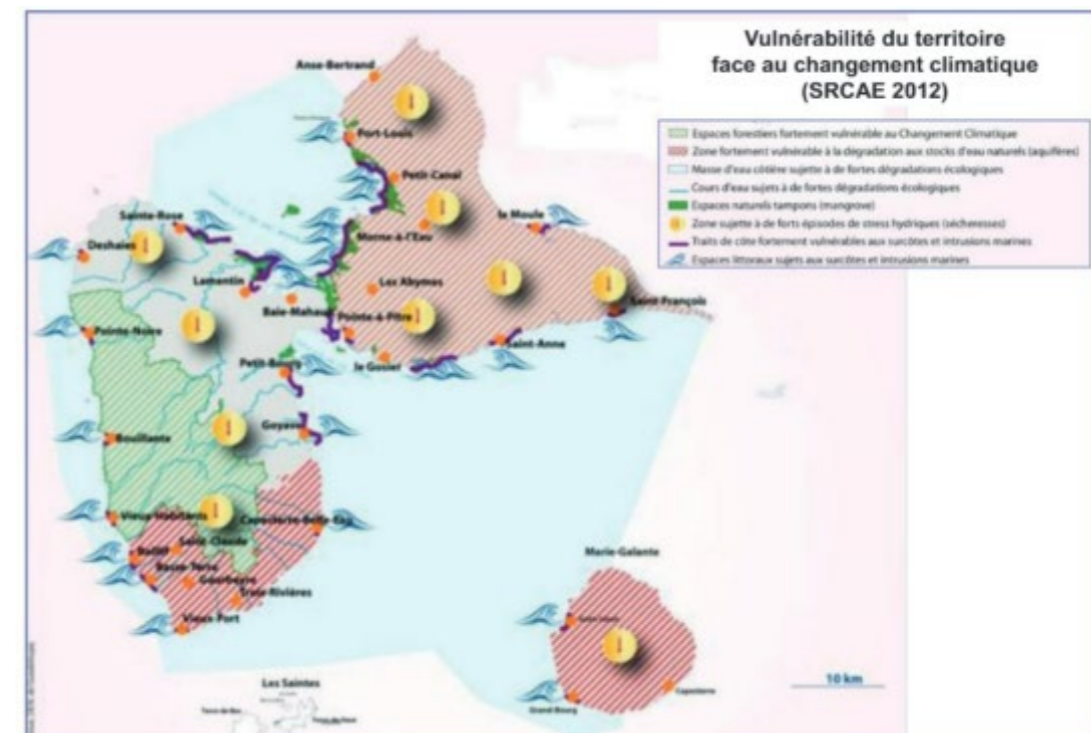 Vulnérabilité du territoire
face au changement climatique
(SRCAE 2012)
Espaces forestiers fortement vulnérable au Changement Climatique
Zone fortement vulnérable à la dégradation aux stocks d'eau naturels (aquifères)
Masse d'eau côtière sujette à de fortes dégradations écologiques
Cours d'eau sujets à de fortes dégradations écologiques
Espaces naturels tampons (mangrove)
Zone sujette à de forts épisodes de stress hydriques (sécheresses)
Traits de côte fortement vulnérables aux surcôtes et intrusions marines
Espaces littoraux sujets aux surcôtes et intrusions marines
Anse-Bertrand
Port-Louis
Petit-Canal
Sainte-Rose
Morne-à-l'Eau
le Moule
Deshaies
Lamentin
Les Abymes
Baie-Mahault
Saint-François
Pointe-Noire
Pointe-à-Pitre
Saint-Anne
Petit-Bourg
le Gosier
Goyave
Bouillante
Vieux-Habitants
Capesterre-Belle-Eau
Saint-Claude
Baillif
Basse-Terre
Gourbeyre
Trois-Rivières
Vieux-Fort
Marie-Galante
Capesterre
Grand-Bourg
Les Saintes
Terre de Bas
Terre de Haut
10 km